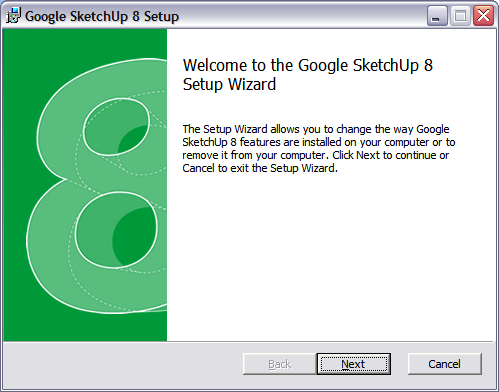 Google SketchUp 8 Setup
Welcome to the Google SketchUp 8
Setup Wizard
The Setup Wizard allows you to change the way Google
SketchUp 8 features are installed on your computer or to
remove it from your computer. Click Next to continue or
Cancel to exit the Setup Wizard.
8
Back
Next
Cancel